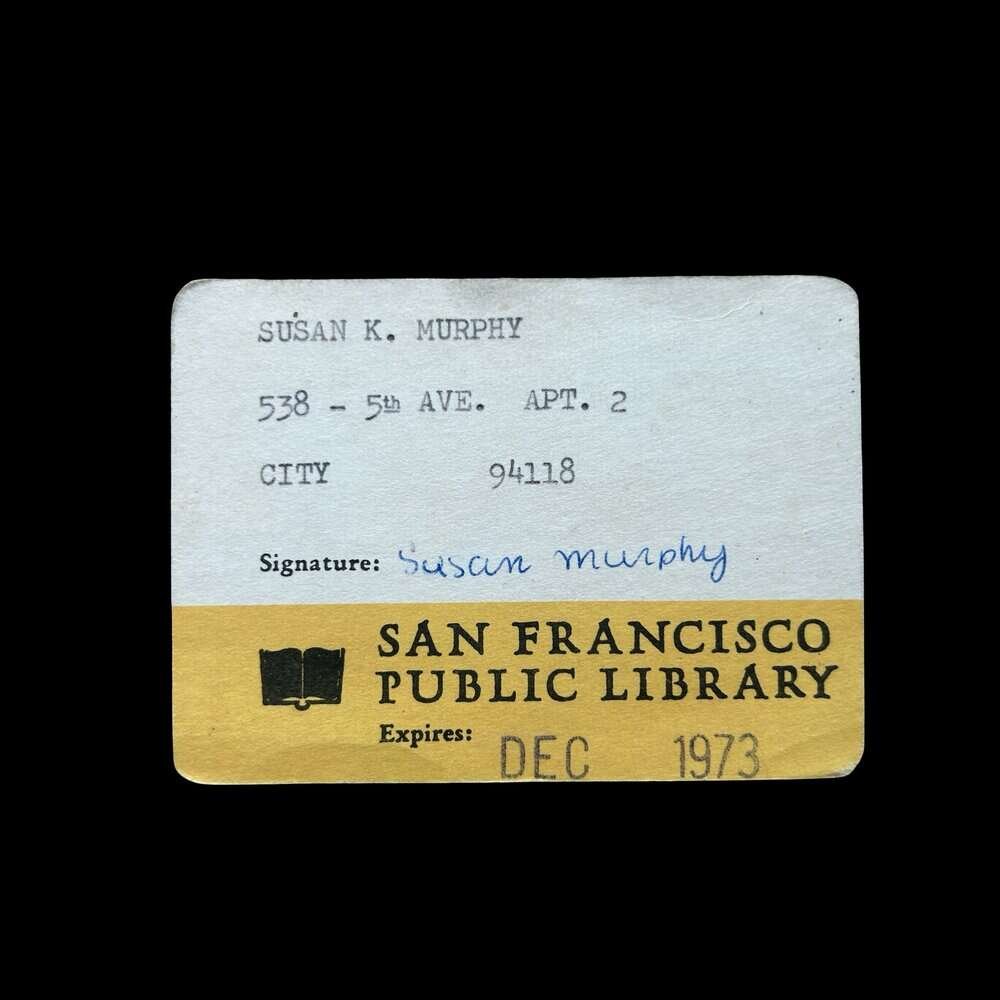 SUSAN K. MURPHY
538 - 5th AVE. APT. 2
CITY 94118
Signature: Susan Murphy
SAN FRANCISCO
PUBLIC LIBRARY
Expires: DEC 1973